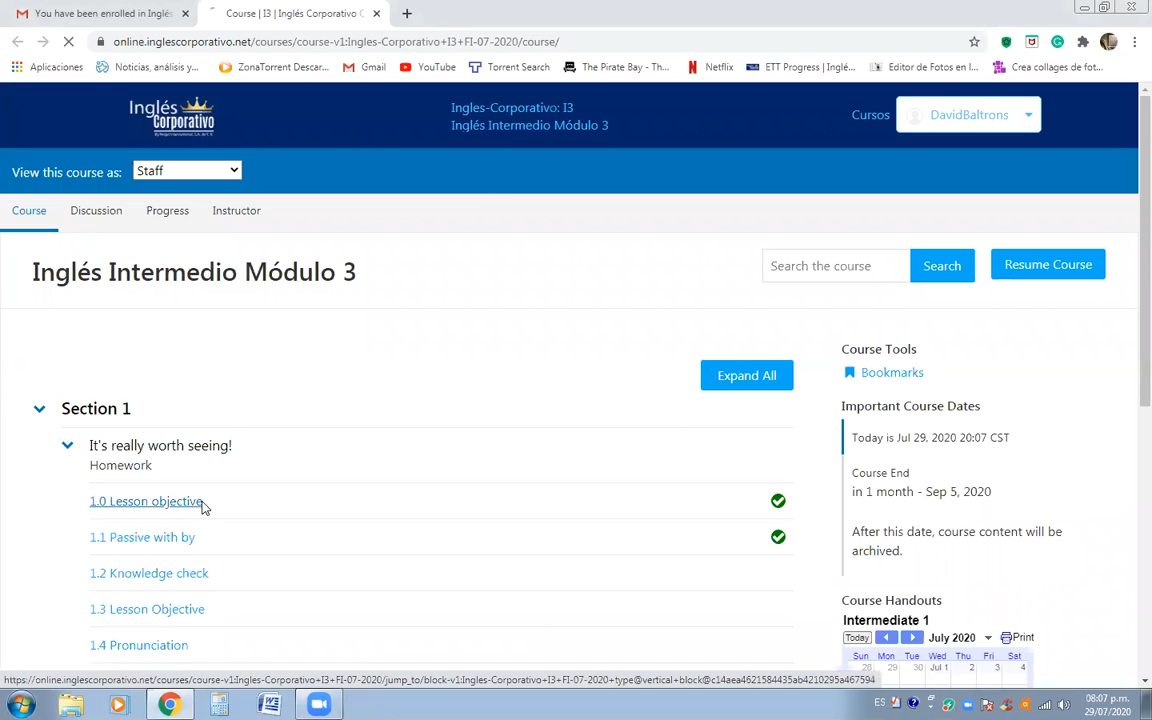 You have been enrolled in Inglés
Course | I3 | Inglés Corporativo C
online.inglescorporativo.net/courses/course-v1:Ingles-Corporativo+I3+FI-07-2020/course/
Aplicaciones
Noticias, análisis y...
ZonaTorrent Descar...
Gmail
YouTube
Torrent Search
The Pirate Bay - Th...
Netflix
ETT Progress | Inglé...
Editor de Fotos en l...
Crea collages de fot...
Inglés
Corporativo
Ingles-Corporativo: I3
Inglés Intermedio Módulo 3
Cursos
DavidBaltrons
View this course as:
Staff
Course
Discussion
Progress
Instructor
Inglés Intermedio Módulo 3
Search the course
Search
Resume Course
Expand All
Section 1
It's really worth seeing!
Homework
1.0 Lesson objective
1.1 Passive with by
1.2 Knowledge check
1.3 Lesson Objective
1.4 Pronunciation
Course Tools
Bookmarks
Important Course Dates
Today is Jul 29, 2020 20:07 CST
Course End
in 1 month - Sep 5, 2020
After this date, course content will be
archived.
Course Handouts
Intermediate 1
Today
July 2020
Print
Sun Mon Tue Wed Thu Fri Sat
28 29 30 Jul 1 2 3 4
https://online.inglescorporativo.net/courses/course-v1:Ingles-Corporativo+I3+FI-07-2020/jump_to/block-v1:Ingles-Corporativo+I3+FI-07-2020+type@vertical+block@c14aea4621584435ab4210295a467594
ES
08:07 p.m.
29/07/2020